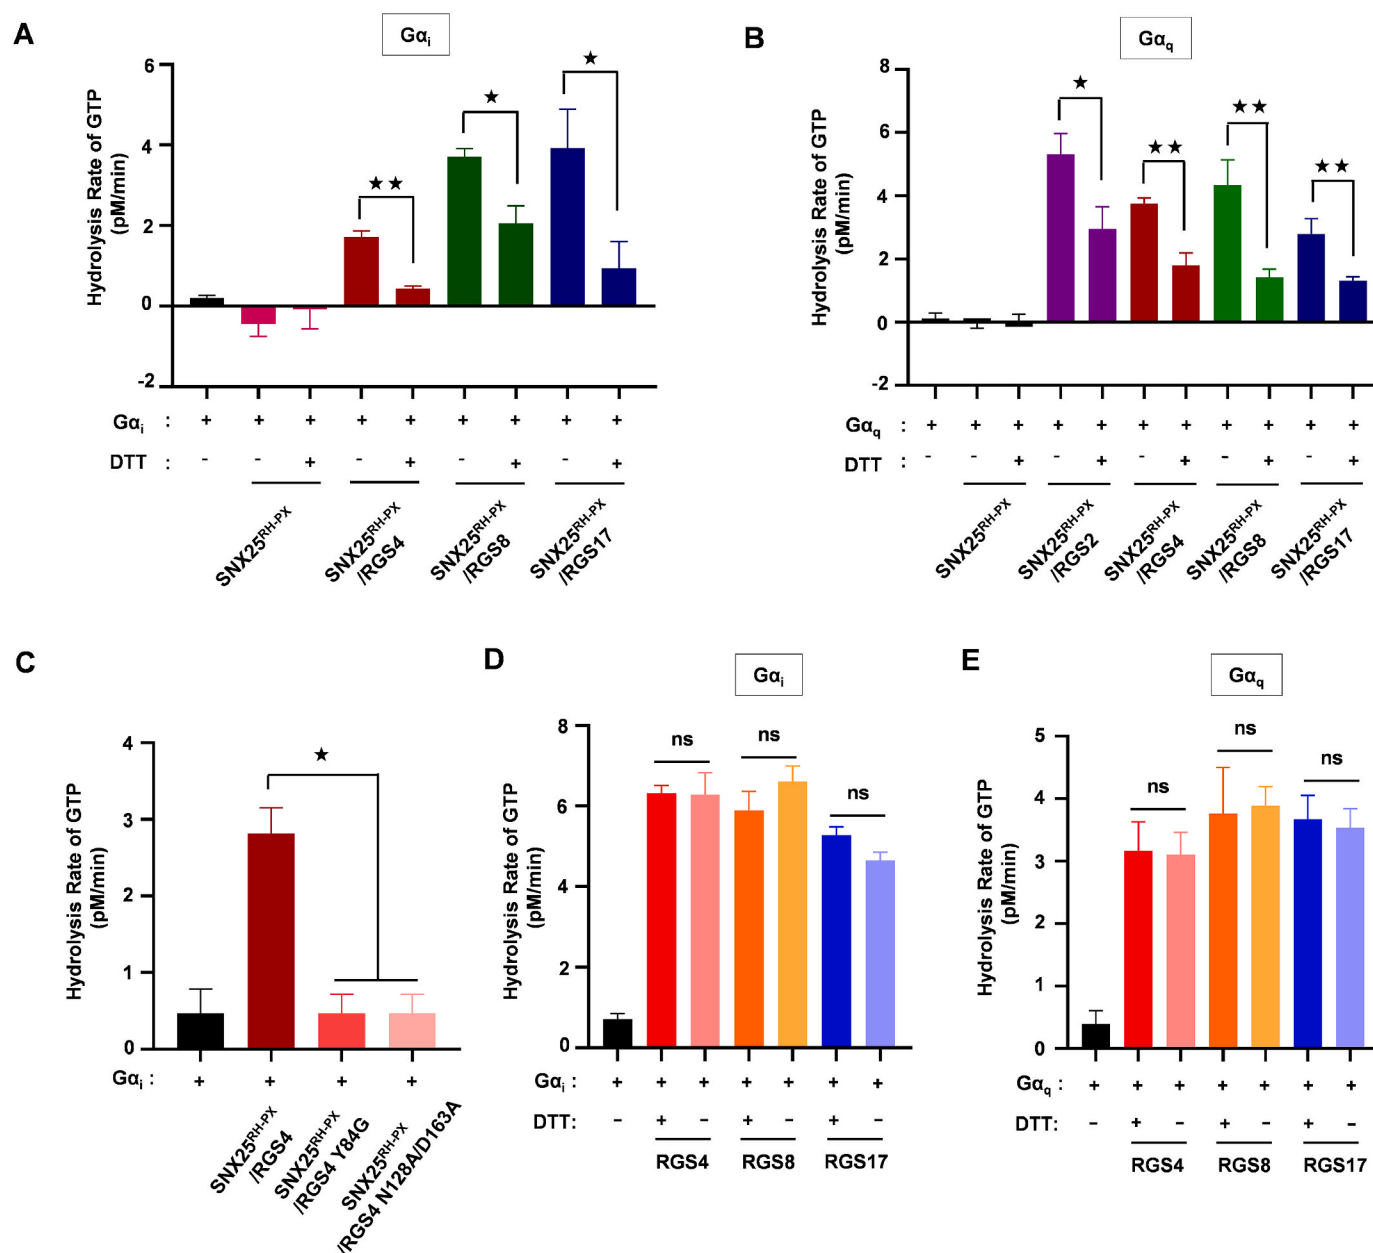 A
Gαi
Hydrolysis Rate of GTP
(pM/min)
6
4
2
0
-2
★★
★
★
Gαi : + + + + + + + + +
DTT : - - + - + - + - +
SNX25RH-PX
SNX25RH-PX
/RGS4
SNX25RH-PX
/RGS8
SNX25RH-PX
/RGS17
B
Gαq
Hydrolysis Rate of GTP
(pM/min)
8
6
4
2
0
-2
★
★★
★★
★★
Gαq : + + + + + + + + + + +
DTT : - - + - + - + - + - +
SNX25RH-PX
SNX25RH-PX
/RGS2
SNX25RH-PX
/RGS4
SNX25RH-PX
/RGS8
SNX25RH-PX
/RGS17
C
Hydrolysis Rate of GTP
(pM/min)
4
3
2
1
0
★
Gαi : + + + +
SNX25RH-PX
/RGS4
SNX25RH-PX
/RGS4 Y84G
SNX25RH-PX
/RGS4 N128A/D163A
D
Gαi
Hydrolysis Rate of GTP
(pM/min)
8
6
4
2
0
ns
ns
ns
Gαi : + + + + + + +
DTT: − + − + − + −
RGS4 RGS8 RGS17
E
Gαq
Hydrolysis Rate of GTP
(pM/min)
5
4
3
2
1
0
ns
ns
ns
Gαq : + + + + + + +
DTT: − + − + − + −
RGS4 RGS8 RGS17